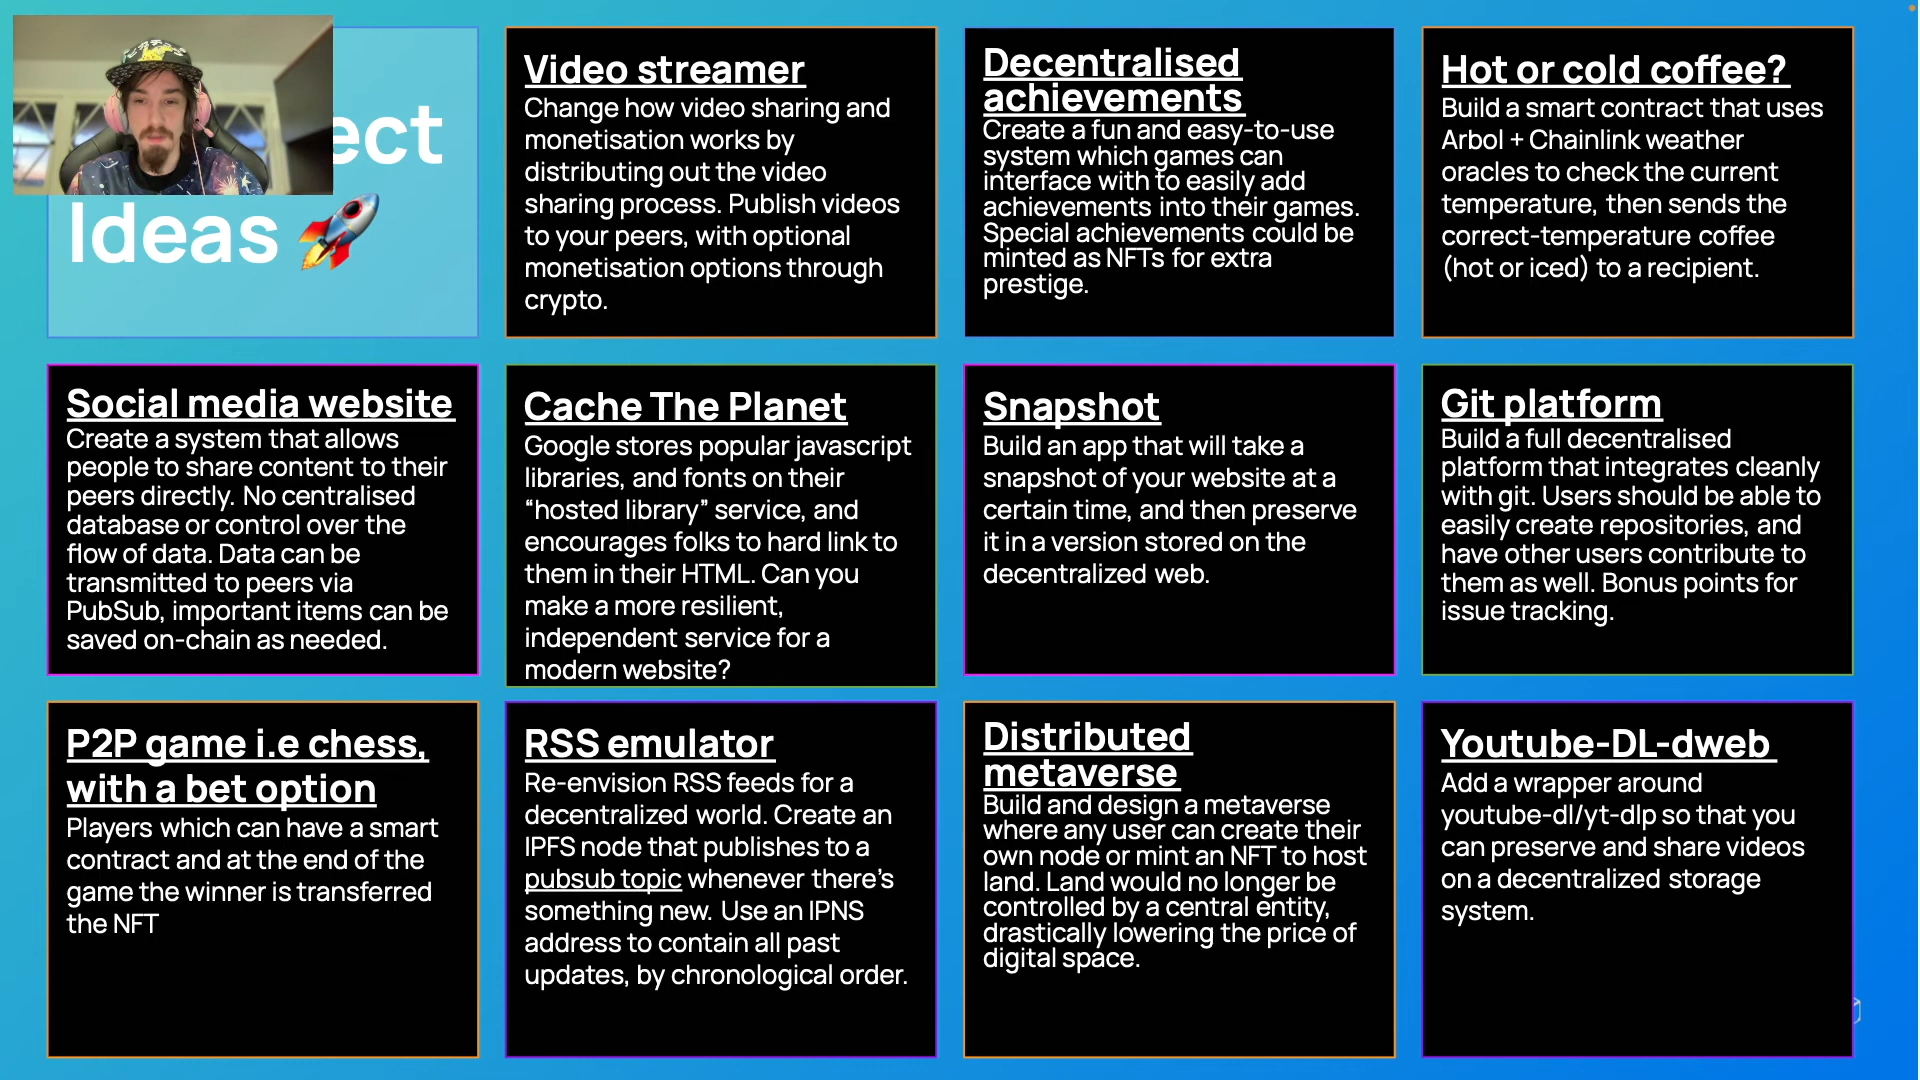 ect
Ideas 🚀
Video streamer
Change how video sharing and
monetisation works by
distributing out the video
sharing process. Publish videos
to your peers, with optional
monetisation options through
crypto.
Decentralised
achievements
Create a fun and easy-to-use
system which games can
interface with to easily add
achievements into their games.
Special achievements could be
minted as NFTs for extra
prestige.
Hot or cold coffee?
Build a smart contract that uses
Arbol + Chainlink weather
oracles to check the current
temperature, then sends the
correct-temperature coffee
(hot or iced) to a recipient.
Social media website
Create a system that allows
people to share content to their
peers directly. No centralised
database or control over the
flow of data. Data can be
transmitted to peers via
PubSub, important items can be
saved on-chain as needed.
Cache The Planet
Google stores popular javascript
libraries, and fonts on their
“hosted library” service, and
encourages folks to hard link to
them in their HTML. Can you
make a more resilient,
independent service for a
modern website?
Snapshot
Build an app that will take a
snapshot of your website at a
certain time, and then preserve
it in a version stored on the
decentralized web.
Git platform
Build a full decentralised
platform that integrates cleanly
with git. Users should be able to
easily create repositories, and
have other users contribute to
them as well. Bonus points for
issue tracking.
P2P game i.e chess,
with a bet option
Players which can have a smart
contract and at the end of the
game the winner is transferred
the NFT
RSS emulator
Re-envision RSS feeds for a
decentralized world. Create an
IPFS node that publishes to a
pubsub topic whenever there’s
something new. Use an IPNS
address to contain all past
updates, by chronological order.
Distributed
metaverse
Build and design a metaverse
where any user can create their
own node or mint an NFT to host
land. Land would no longer be
controlled by a central entity,
drastically lowering the price of
digital space.
Youtube-DL-dweb
Add a wrapper around
youtube-dl/yt-dlp so that you
can preserve and share videos
on a decentralized storage
system.